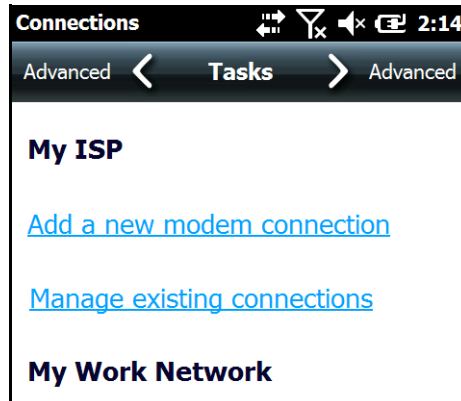 Connections 2:14
Advanced Tasks Advanced
My ISP
Add a new modem connection
Manage existing connections
My Work Network